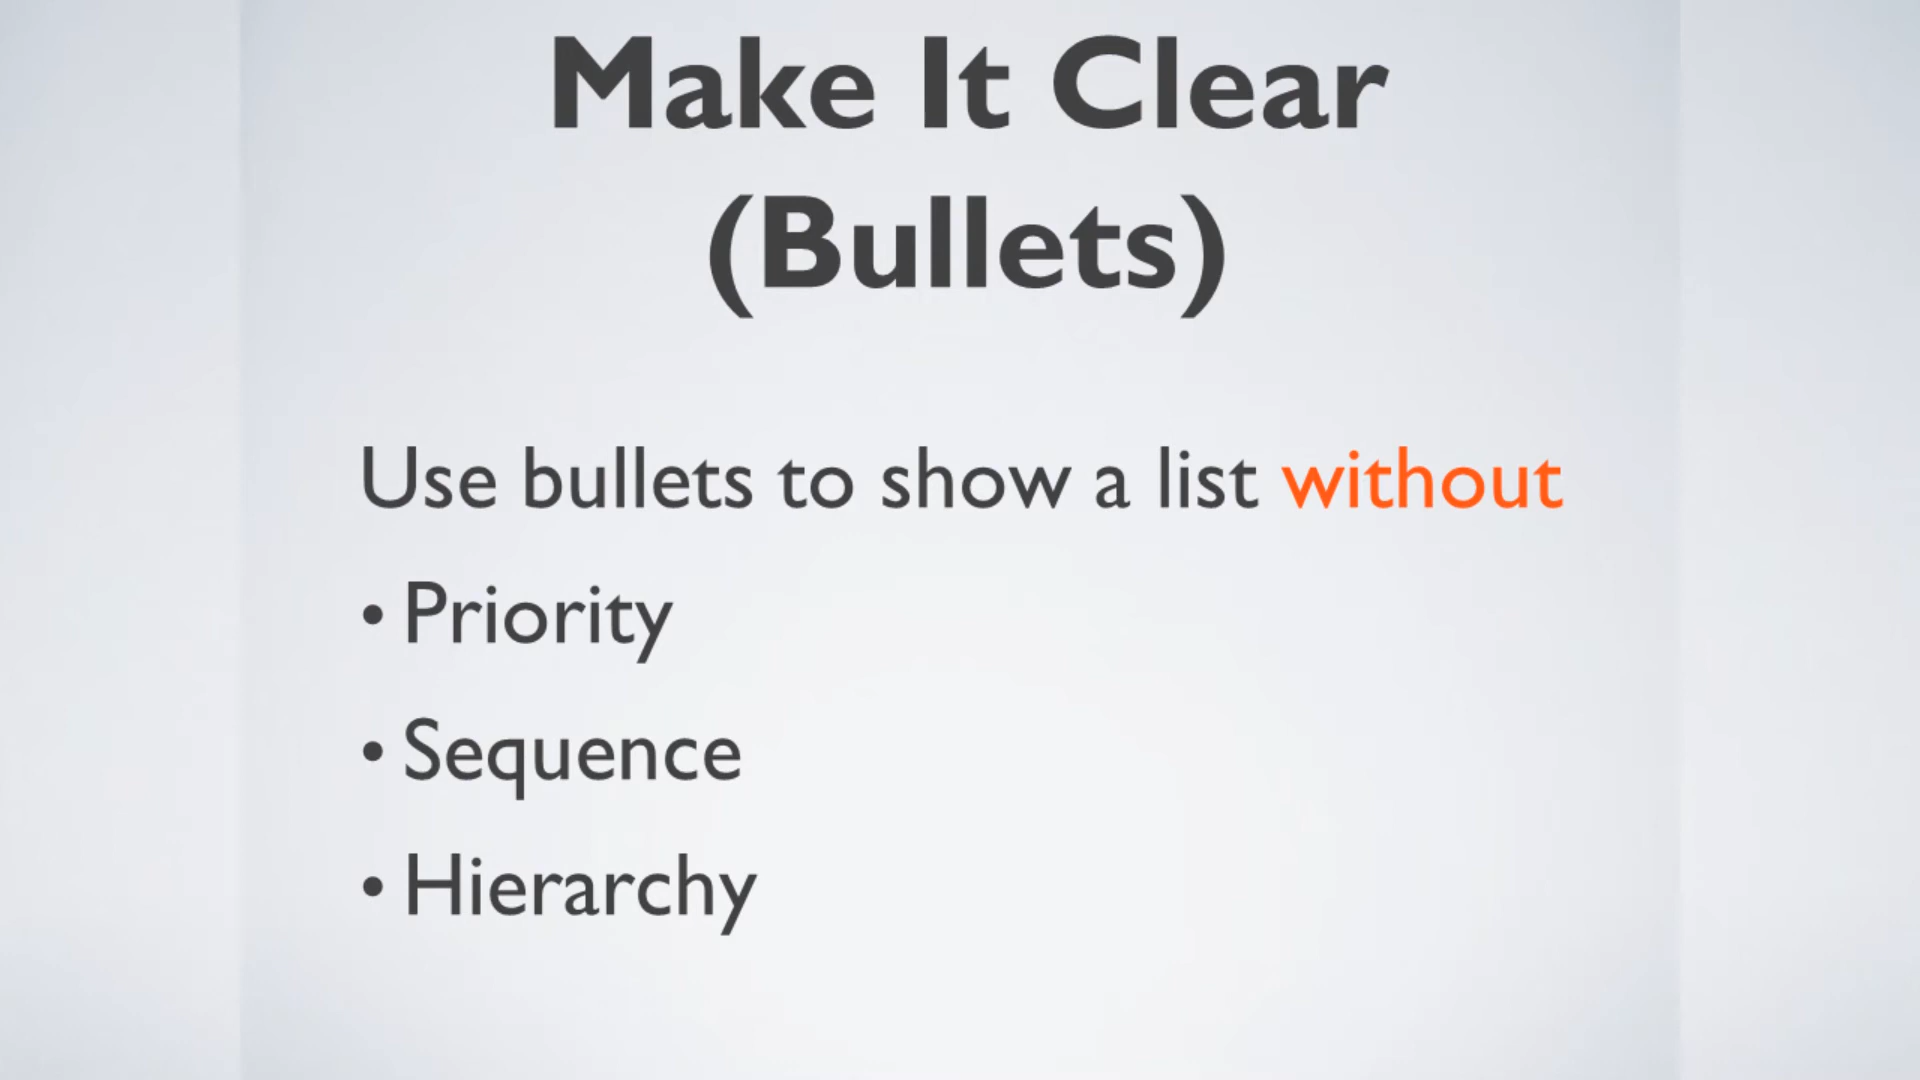 Make It Clear
(Bullets)
Use bullets to show a list without
• Priority
• Sequence
• Hierarchy